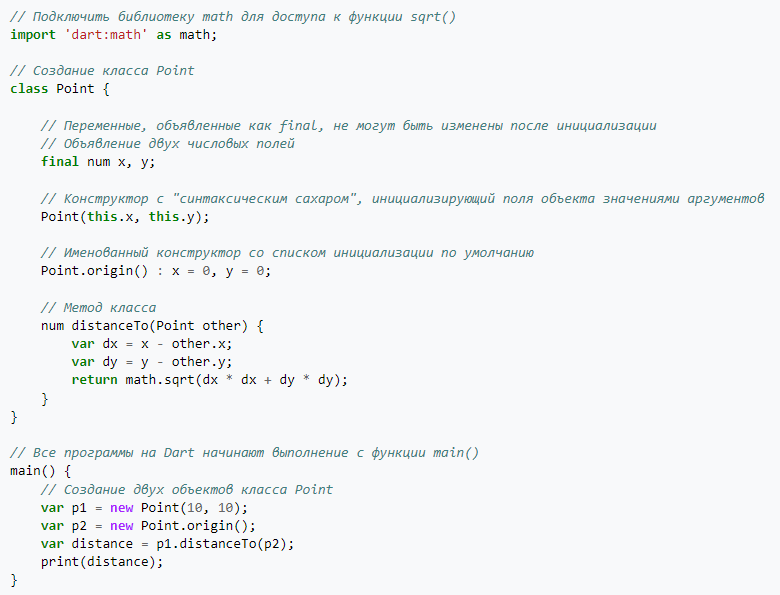 // Подключить библиотеку math для доступа к функции sqrt()
import 'dart:math' as math;
// Создание класса Point
class Point {
// Переменные, объявленные как final, не могут быть изменены после инициализации
// Объявление двух числовых полей
final num x, y;
// Конструктор с "синтаксическим сахаром", инициализирующий поля объекта значениями аргументов
Point(this.x, this.y);
// Именованный конструктор со списком инициализации по умолчанию
Point.origin() : x = 0, y = 0;
// Метод класса
num distanceTo(Point other) {
var dx = x - other.x;
var dy = y - other.y;
return math.sqrt(dx * dx + dy * dy);
}
}
// Все программы на Dart начинают выполнение с функции main()
main() {
// Создание двух объектов класса Point
var p1 = new Point(10, 10);
var p2 = new Point.origin();
var distance = p1.distanceTo(p2);
print(distance);
}